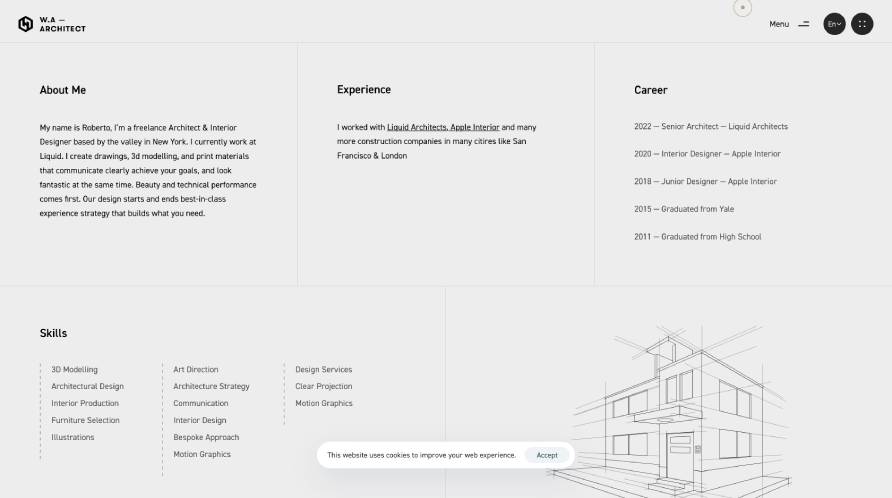 W.A —
ARCHITECT
Menu
En
About Me
My name is Roberto, I'm a freelance Architect & Interior
Designer based by the valley in New York. I currently work at
Liquid. I create drawings, 3d modelling, and print materials
that communicate clearly achieve your goals, and look
fantastic at the same time. Beauty and technical performance
comes first. Our design starts and ends best-in-class
experience strategy that builds what you need.
Experience
I worked with Liquid Architects, Apple Interior and many
more construction companies in many citires like San
Francisco & London
Career
2022 — Senior Architect — Liquid Architects
2020 — Interior Designer — Apple Interior
2018 — Junior Designer — Apple Interior
2015 — Graduated from Yale
2011 — Graduated from High School
Skills
3D Modelling
Architectural Design
Interior Production
Furniture Selection
Illustrations
Art Direction
Architecture Strategy
Communication
Interior Design
Bespoke Approach
Motion Graphics
Design Services
Clear Projection
Motion Graphics
This website uses cookies to improve your web experience.
Accept